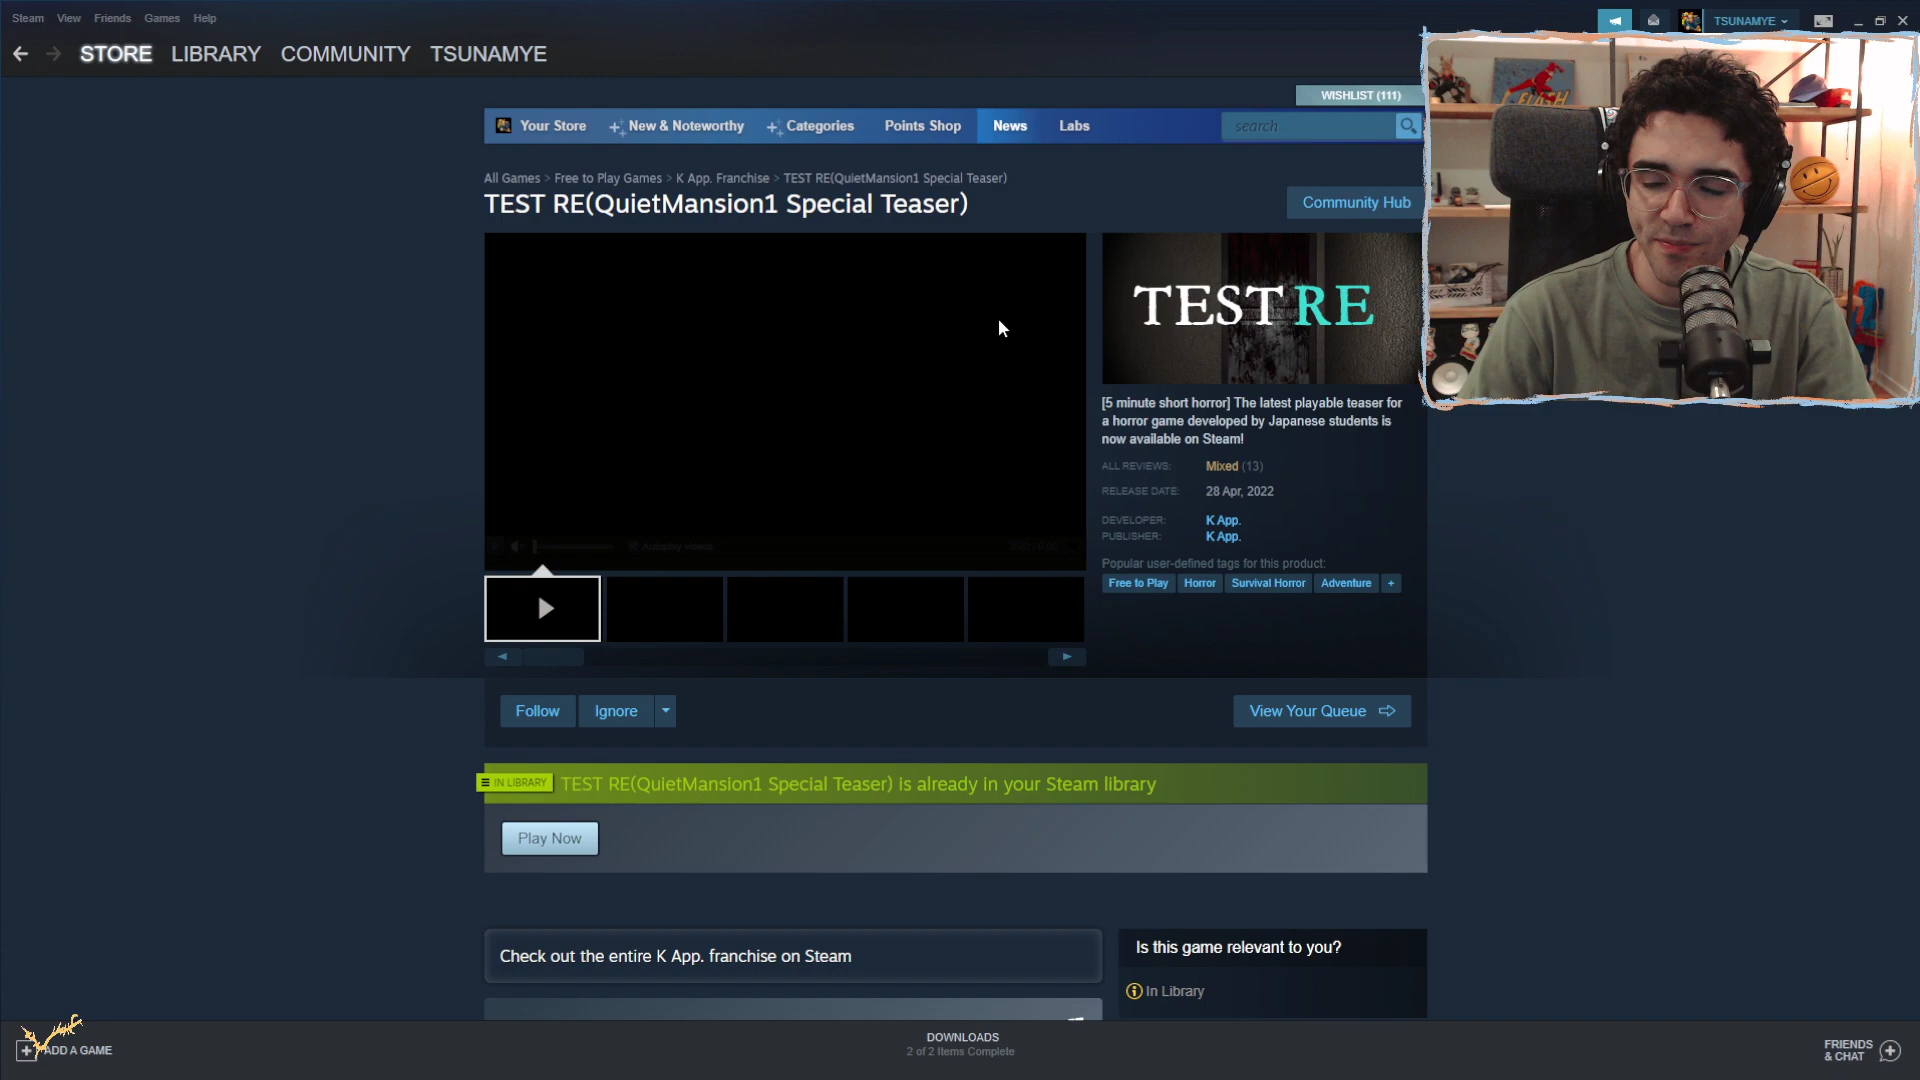 Steam View Friends Games Help
TSUNAMYE
STORE LIBRARY COMMUNITY TSUNAMYE
WISHLIST (111)
Your Store New & Noteworthy Categories Points Shop News Labs search
All Games > Free to Play Games > K App. Franchise > TEST RE(QuietMansion1 Special Teaser)
TEST RE(QuietMansion1 Special Teaser)
Community Hub
FLASH
TEST RE
[5 minute short horror] The latest playable teaser for
a horror game developed by Japanese students is
now available on Steam!
ALL REVIEWS: Mixed (13)
RELEASE DATE: 28 Apr, 2022
DEVELOPER: K App.
PUBLISHER: K App.
Autoplay videos
Popular user-defined tags for this product:
Free to Play Horror Survival Horror Adventure +
Follow Ignore
View Your Queue
IN LIBRARY TEST RE(QuietMansion1 Special Teaser) is already in your Steam library
Play Now
Check out the entire K App. franchise on Steam
Is this game relevant to you?
In Library
ADD A GAME
DOWNLOADS
2 of 2 Items Complete
FRIENDS
& CHAT